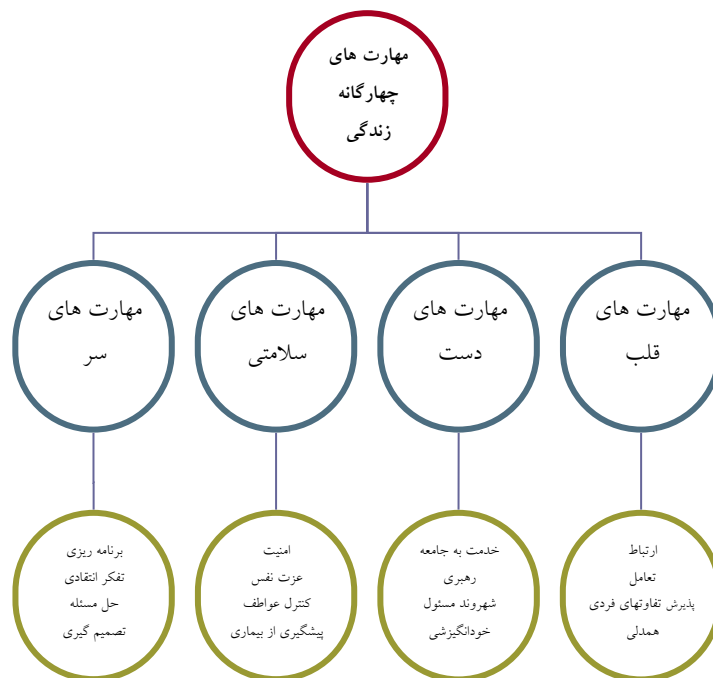 مهارت های
چهارگانه
زندگی
مهارت های
قلب
مهارت های
دست
مهارت های
سلامتی
مهارت های
سر
ارتباط
تعامل
پذیرش تفاوتهای فردی
همدلی
خدمت به جامعه
رهبری
شهروند مسئول
خودانگیزشی
امنیت
عزت نفس
کنترل عواطف
پیشگیری از بیماری
برنامه ریزی
تفکر انتقادی
حل مسئله
تصمیم گیری